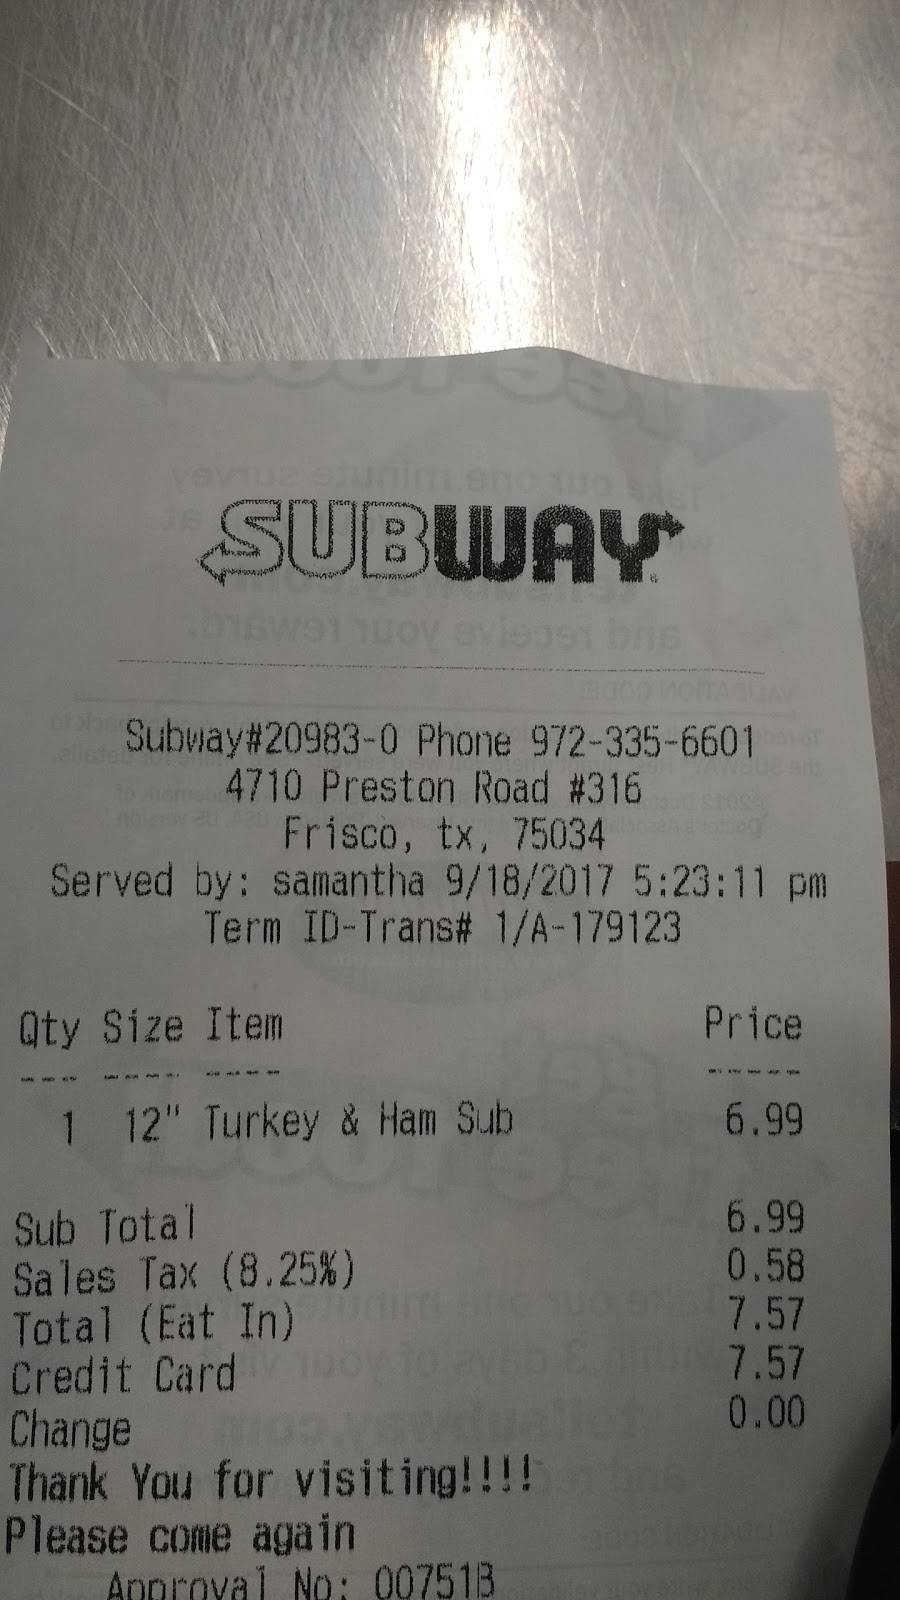 SUBWAY
Subway#20983-0 Phone 972-335-6601
4710 Preston Road #316
Frisco, tx, 75034
Served by: samantha 9/18/2017 5:23:11 pm
Term ID-Trans# 1/A-179123
Qty Size Item Price
--- ---- ---- -----
1 12" Turkey & Ham Sub 6.99
Sub Total 6.99
Sales Tax (8.25%) 0.58
Total (Eat In) 7.57
Credit Card 7.57
Change 0.00
Thank You for visiting!!!!
Please come again
Approval No: 00751B